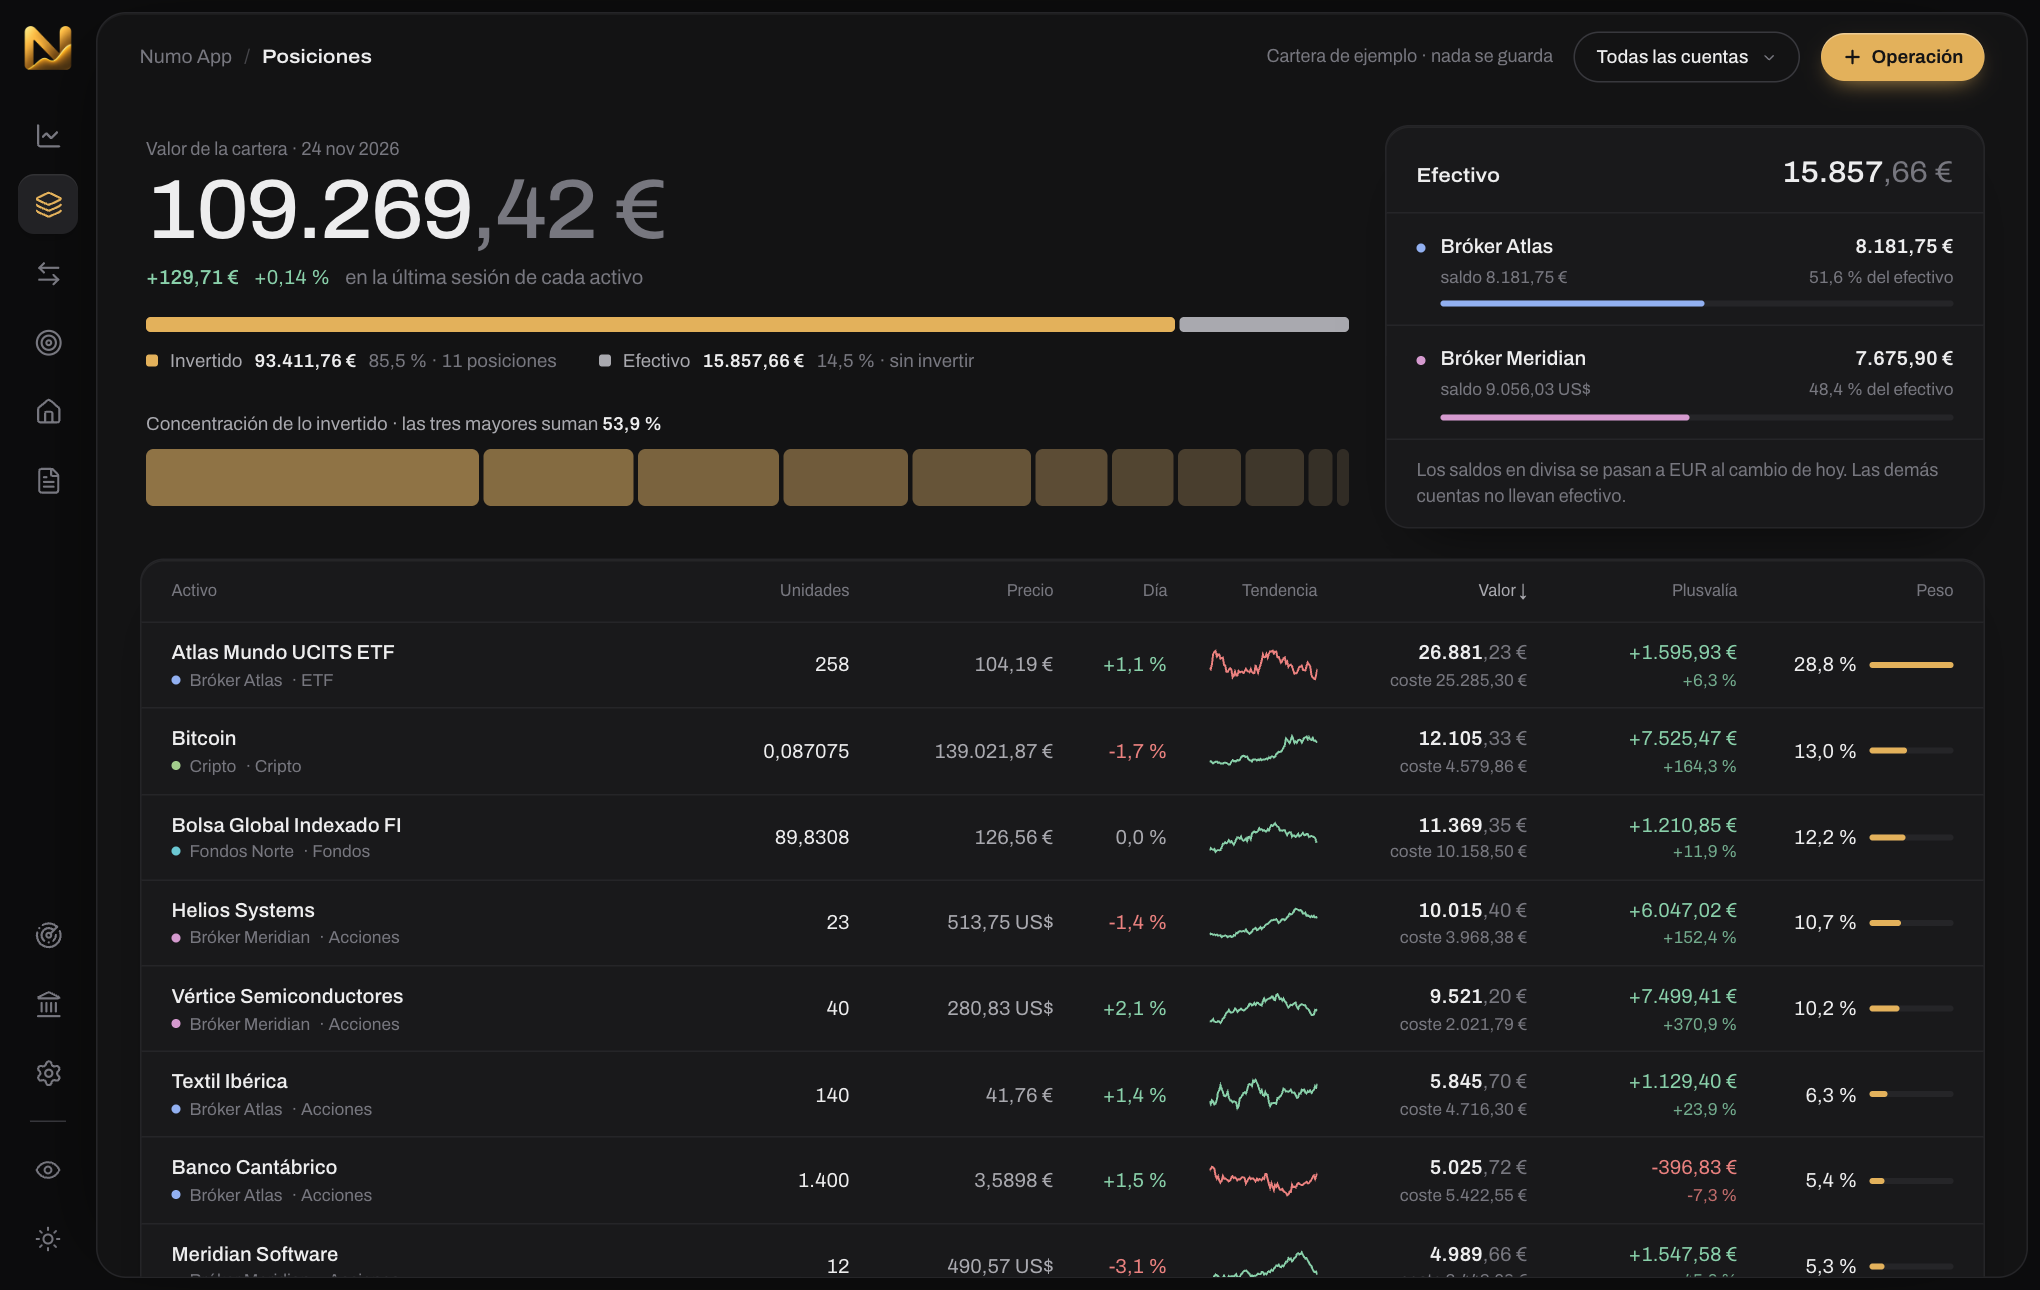 Numo App / Posiciones
Cartera de ejemplo · nada se guarda
Todas las cuentas
+ Operación
Valor de la cartera · 24 nov 2026
109.269,42 €
+129,71 € +0,14 % en la última sesión de cada activo
Invertido 93.411,76 € 85,5 % · 11 posiciones
Efectivo 15.857,66 € 14,5 % · sin invertir
Concentración de lo invertido · las tres mayores suman 53,9 %
Efectivo 15.857,66 €
Bróker Atlas 8.181,75 €
saldo 8.181,75 € 51,6 % del efectivo
Bróker Meridian 7.675,90 €
saldo 9.056,03 US$ 48,4 % del efectivo
Los saldos en divisa se pasan a EUR al cambio de hoy. Las demás
cuentas no llevan efectivo.
Activo Unidades Precio Día Tendencia Valor ↓ Plusvalía Peso
Atlas Mundo UCITS ETF 258 104,19 € +1,1 % 26.881,23 € +1.595,93 € 28,8 %
Bróker Atlas · ETF coste 25.285,30 € +6,3 %
Bitcoin 0,087075 139.021,87 € -1,7 % 12.105,33 € +7.525,47 € 13,0 %
Cripto · Cripto coste 4.579,86 € +164,3 %
Bolsa Global Indexado FI 89,8308 126,56 € 0,0 % 11.369,35 € +1.210,85 € 12,2 %
Fondos Norte · Fondos coste 10.158,50 € +11,9 %
Helios Systems 23 513,75 US$ -1,4 % 10.015,40 € +6.047,02 € 10,7 %
Bróker Meridian · Acciones coste 3.968,38 € +152,4 %
Vértice Semiconductores 40 280,83 US$ +2,1 % 9.521,20 € +7.499,41 € 10,2 %
Bróker Meridian · Acciones coste 2.021,79 € +370,9 %
Textil Ibérica 140 41,76 € +1,4 % 5.845,70 € +1.129,40 € 6,3 %
Bróker Atlas · Acciones coste 4.716,30 € +23,9 %
Banco Cantábrico 1.400 3,5898 € +1,5 % 5.025,72 € -396,83 € 5,4 %
Bróker Atlas · Acciones coste 5.422,55 € -7,3 %
Meridian Software 12 490,57 US$ -3,1 % 4.989,66 € +1.547,58 € 5,3 %